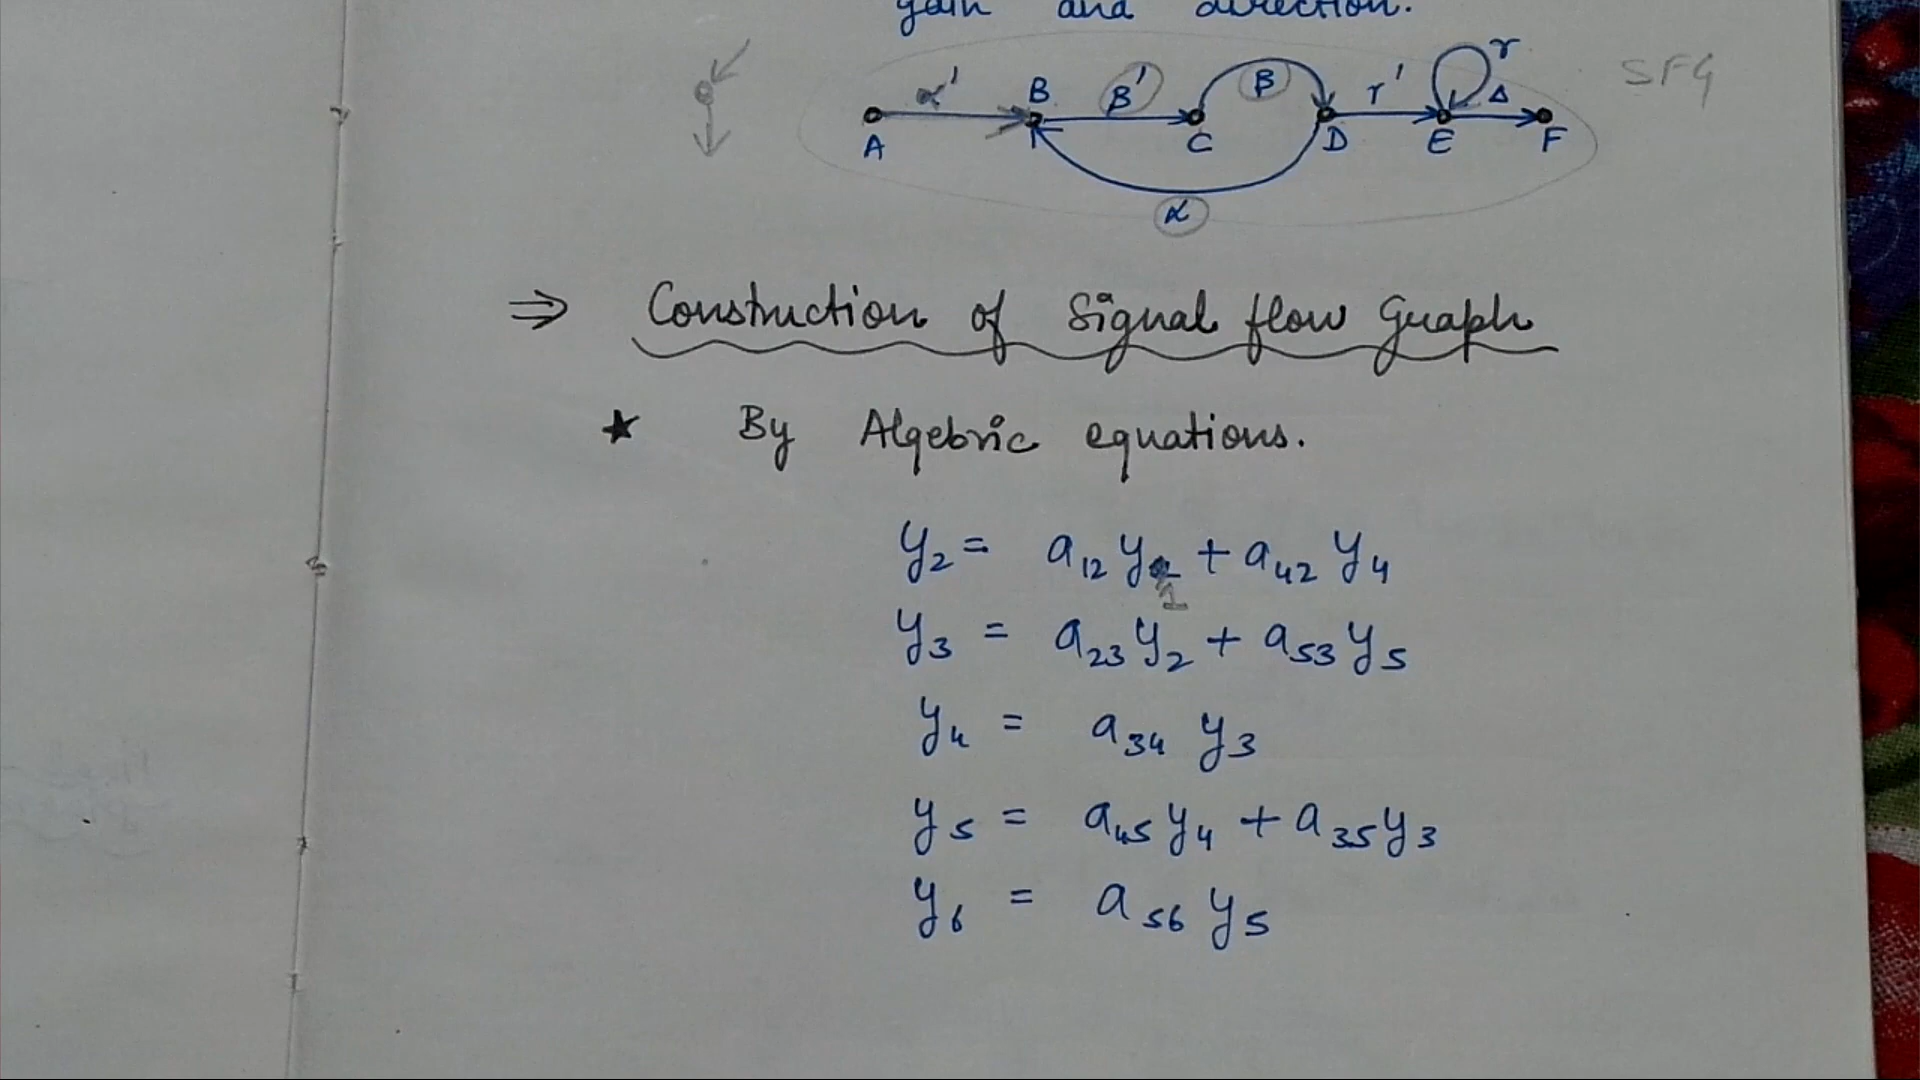 gain and direction.
α' B β' β γ' γ Δ SFG
A C D E F
α
⇒ Construction of Signal flow Graph
★ By Algebric equations.
y₂ = a₁₂ y₁ + a₄₂ y₄
y₃ = a₂₃ y₂ + a₅₃ y₅
y₄ = a₃₄ y₃
y₅ = a₄₅ y₄ + a₃₅ y₃
y₆ = a₅₆ y₅